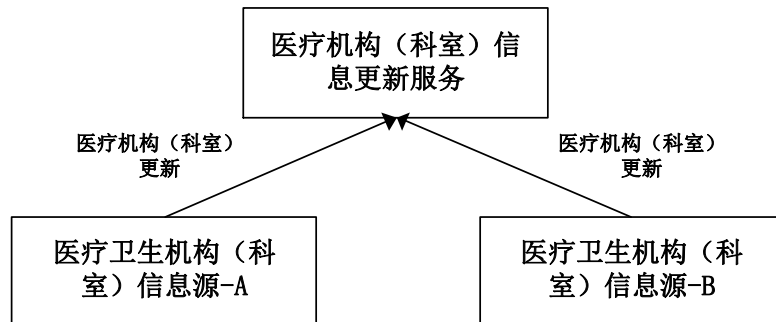 医疗机构（科室）信
息更新服务
医疗机构（科室）
更新
医疗机构（科室）
更新
医疗卫生机构（科
室）信息源-A
医疗卫生机构（科
室）信息源-B